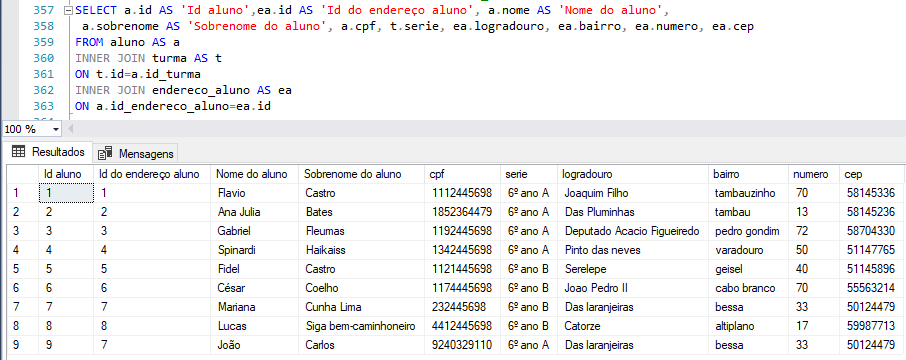 357 SELECT a.id AS 'Id aluno',ea.id AS 'Id do endereço aluno', a.nome AS 'Nome do aluno',
358 a.sobrenome AS 'Sobrenome do aluno', a.cpf, t.serie, ea.logradouro, ea.bairro, ea.numero, ea.cep
359 FROM aluno AS a
360 INNER JOIN turma AS t
361 ON t.id=a.id_turma
362 INNER JOIN endereco_aluno AS ea
363 ON a.id_endereco_aluno=ea.id
100 %
Resultados Mensagens
Id aluno Id do endereço aluno Nome do aluno Sobrenome do aluno cpf serie logradouro bairro numero cep
1 1 1 Flavio Castro 1112445698 6º ano A Joaquim Filho tambauzinho 70 58145336
2 2 2 Ana Julia Bates 1852364479 6º ano A Das Pluminhas tambau 13 58145236
3 3 3 Gabriel Fleumas 1192445698 6º ano A Deputado Acacio Figueiredo pedro gondim 72 58704330
4 4 4 Spinardi Haikaiss 1342445698 6º ano A Pinto das neves varadouro 50 51147765
5 5 5 Fidel Castro 1121445698 6º ano B Serelepe geisel 40 51145896
6 6 6 César Coelho 1174445698 6º ano B Joao Pedro II cabo branco 70 55563214
7 7 7 Mariana Cunha Lima 232445698 6º ano B Das laranjeiras bessa 33 50124479
8 8 8 Lucas Siga bem-caminhoneiro 4412445698 6º ano B Catorze altiplano 17 59987713
9 9 7 João Carlos 9240329110 6º ano A Das laranjeiras bessa 33 50124479